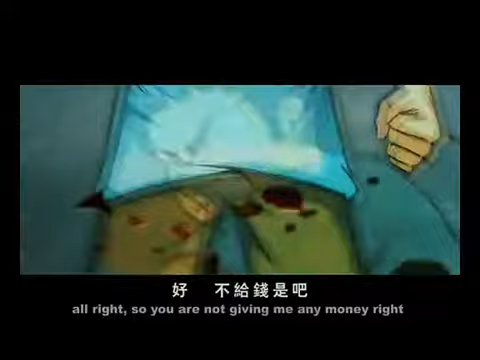 好 不給錢是吧
all right, so you are not giving me any money right